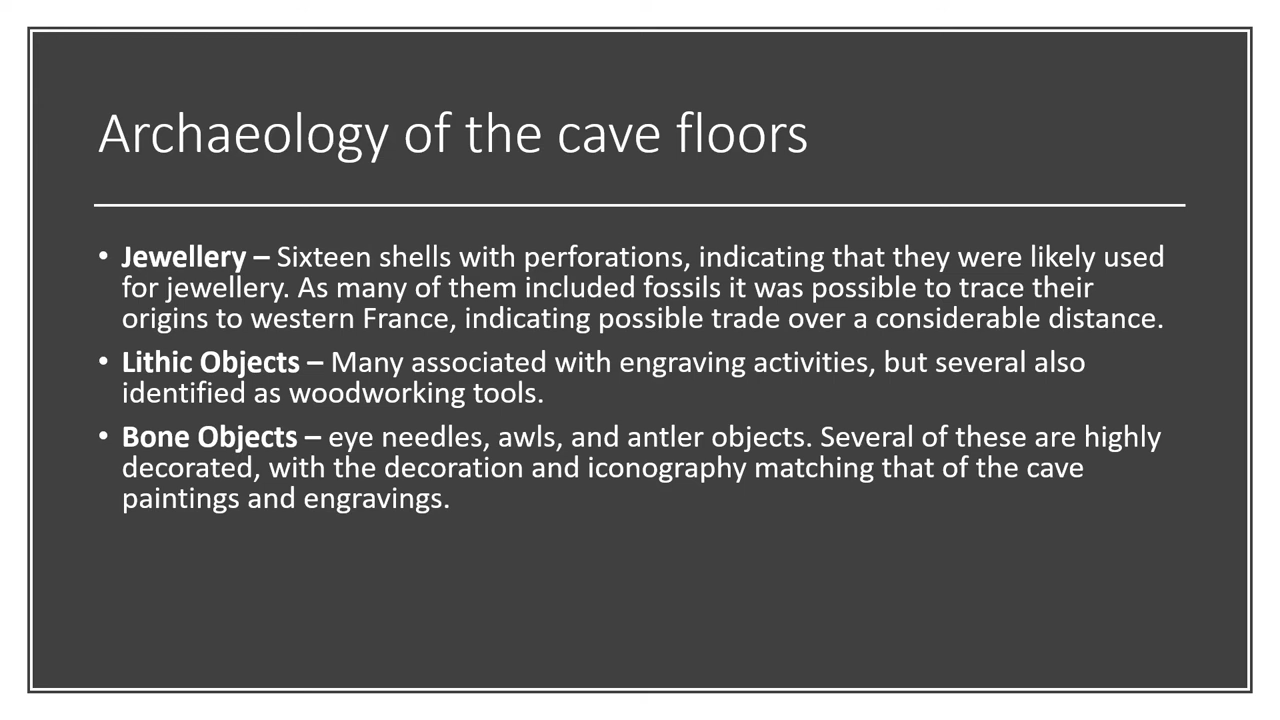 Archaeology of the cave floors
• Jewellery – Sixteen shells with perforations, indicating that they were likely used
for jewellery. As many of them included fossils it was possible to trace their
origins to western France, indicating possible trade over a considerable distance.
• Lithic Objects – Many associated with engraving activities, but several also
identified as woodworking tools.
• Bone Objects – eye needles, awls, and antler objects. Several of these are highly
decorated, with the decoration and iconography matching that of the cave
paintings and engravings.